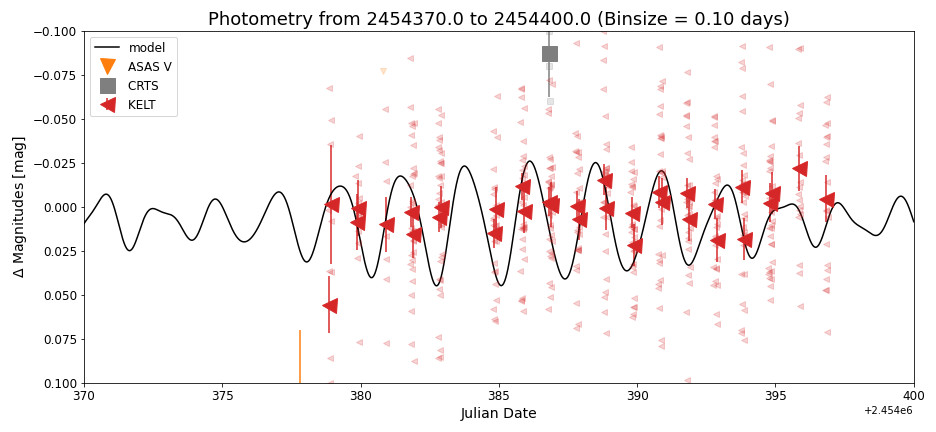 Photometry from 2454370.0 to 2454400.0 (Binsize = 0.10 days)
model
ASAS V
CRTS
KELT
Δ Magnitudes [mag]
−0.100
−0.075
−0.050
−0.025
0.000
0.025
0.050
0.075
0.100
370 375 380 385 390 395 400
+2.454e6
Julian Date